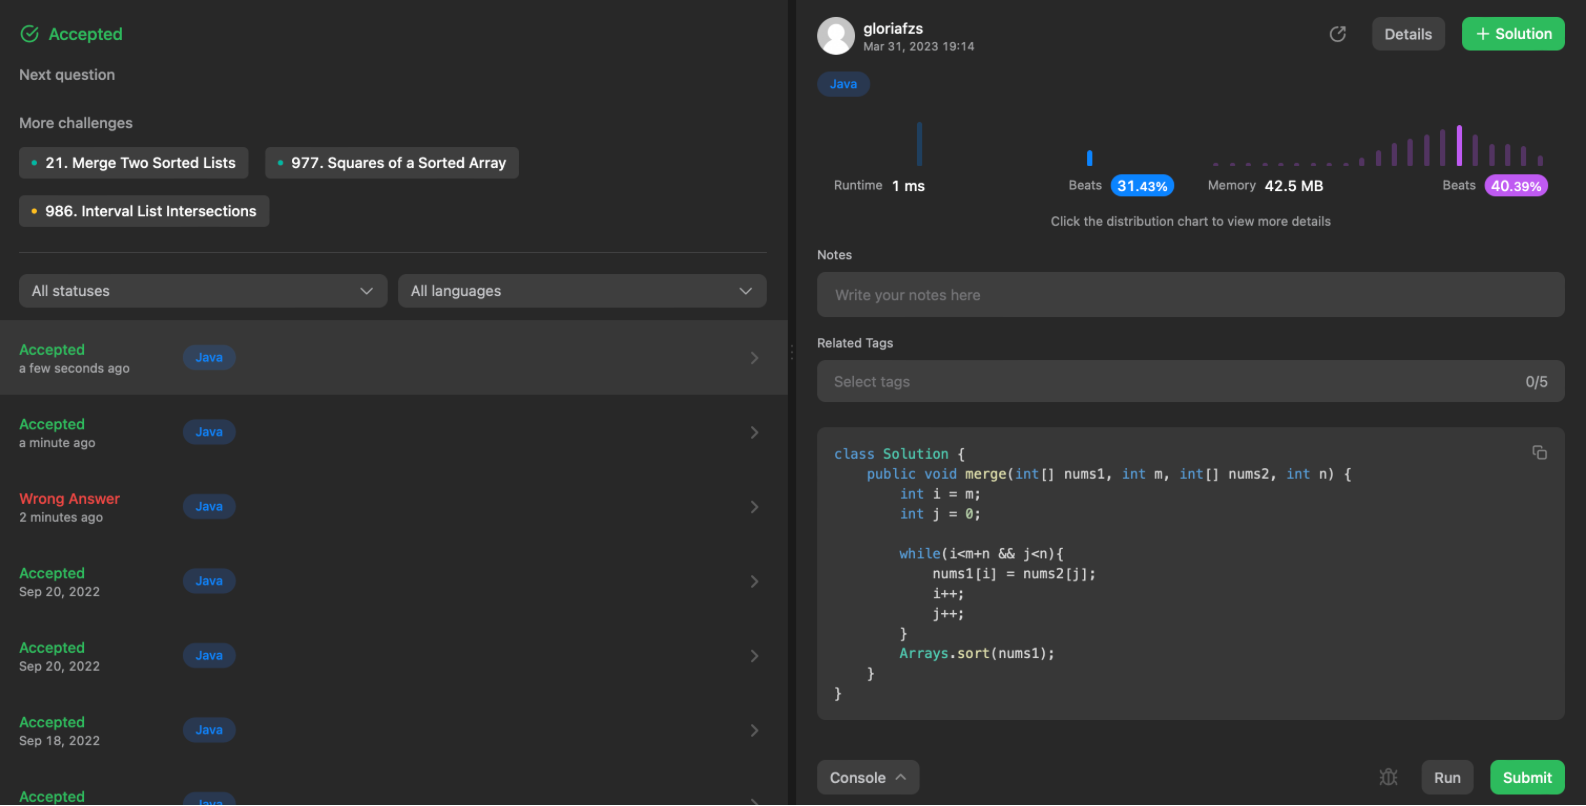 Accepted
Next question
More challenges
21. Merge Two Sorted Lists
977. Squares of a Sorted Array
986. Interval List Intersections
All statuses
All languages
Accepted
a few seconds ago
Java
Accepted
a minute ago
Java
Wrong Answer
2 minutes ago
Java
Accepted
Sep 20, 2022
Java
Accepted
Sep 20, 2022
Java
Accepted
Sep 18, 2022
Java
Accepted
Java
gloriafzs
Mar 31, 2023 19:14
Details
+ Solution
Java
Runtime 1 ms
Beats 31.43%
Memory 42.5 MB
Beats 40.39%
Click the distribution chart to view more details
Notes
Write your notes here
Related Tags
Select tags
0/5
class Solution {
    public void merge(int[] nums1, int m, int[] nums2, int n) {
        int i = m;
        int j = 0;
        while(i<m+n && j<n){
            nums1[i] = nums2[j];
            i++;
            j++;
        }
        Arrays.sort(nums1);
    }
}
Console
Run
Submit